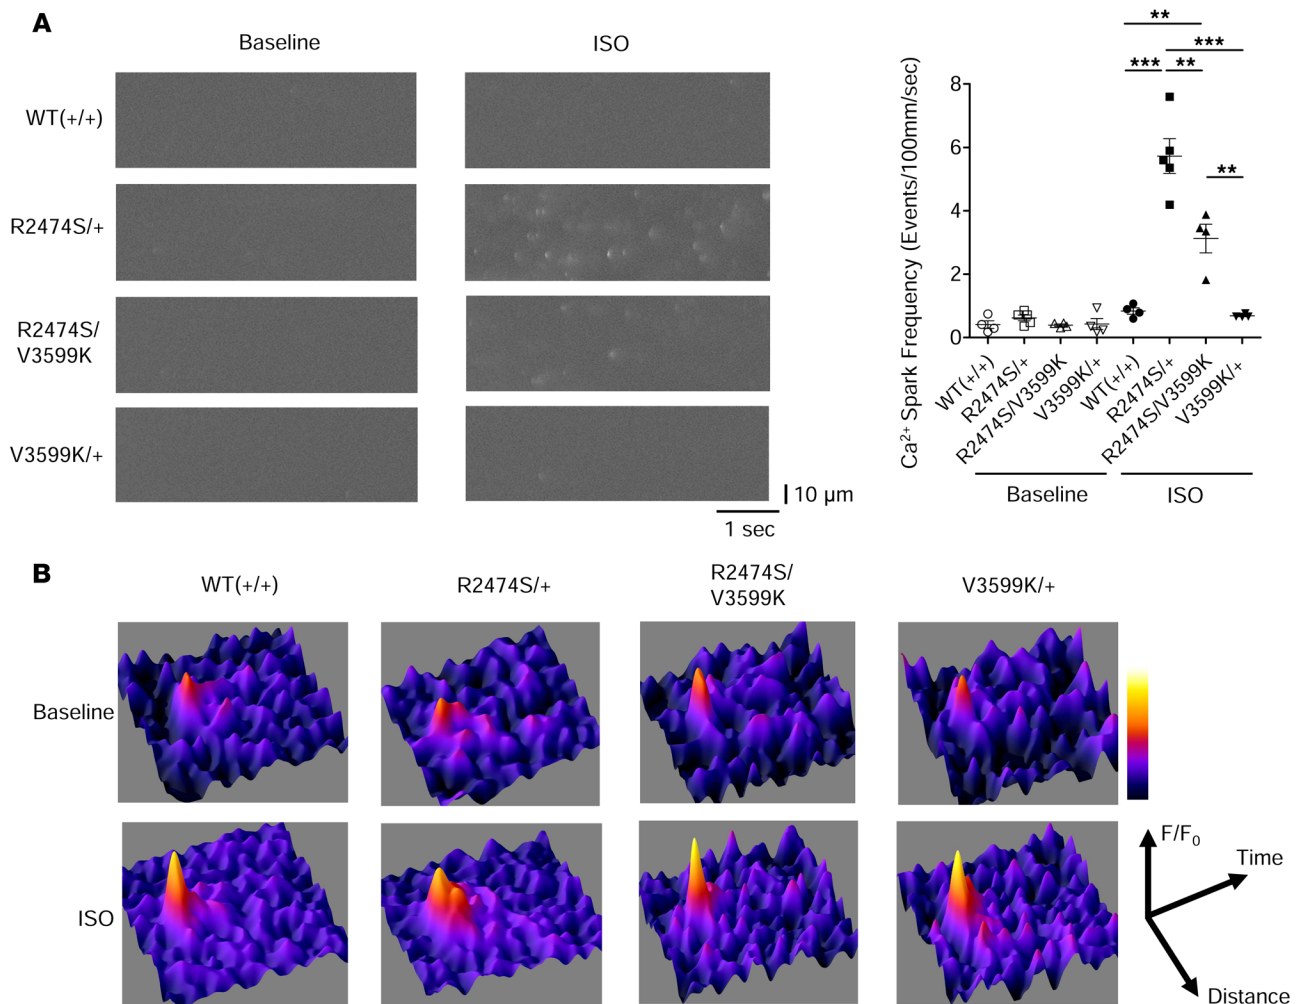 A
Baseline
ISO
WT(+/+)
R2474S/+
R2474S/
V3599K
V3599K/+
10 µm
1 sec
Ca²⁺ Spark Frequency (Events/100mm/sec)
8
6
4
2
0
**
***
*** **
**
WT(+/+)
R2474S/+
R2474S/V3599K
V3599K/+
WT(+/+)
R2474S/+
R2474S/V3599K
V3599K/+
Baseline
ISO
B
WT(+/+)
R2474S/+
R2474S/
V3599K
V3599K/+
Baseline
ISO
F/F₀
Time
Distance